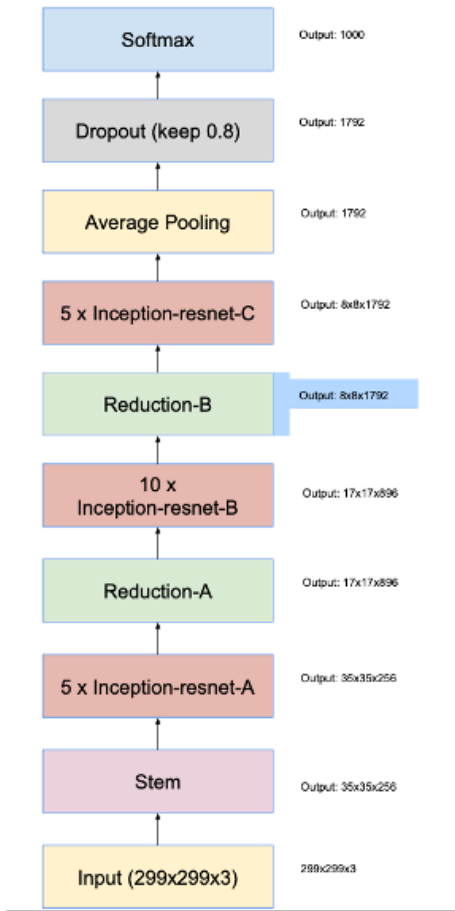 Softmax
Output: 1000
Dropout (keep 0.8)
Output: 1792
Average Pooling
Output: 1792
5 x Inception-resnet-C
Output: 8x8x1792
Reduction-B
Output: 8x8x1792
10 x
Inception-resnet-B
Output: 17x17x896
Reduction-A
Output: 17x17x896
5 x Inception-resnet-A
Output: 35x35x256
Stem
Output: 35x35x256
Input (299x299x3)
299x299x3